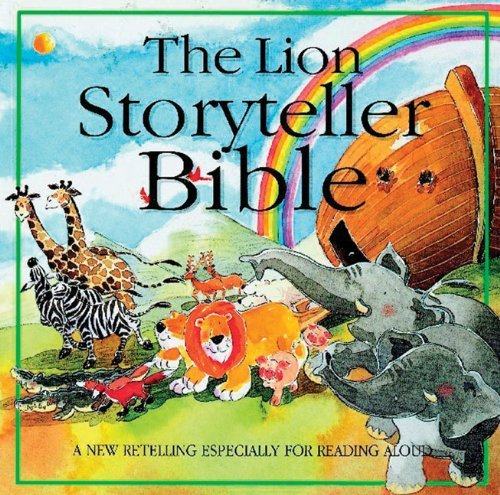 The Lion
Storyteller
Bible
A NEW RETELLING ESPECIALLY FOR READING ALOUD